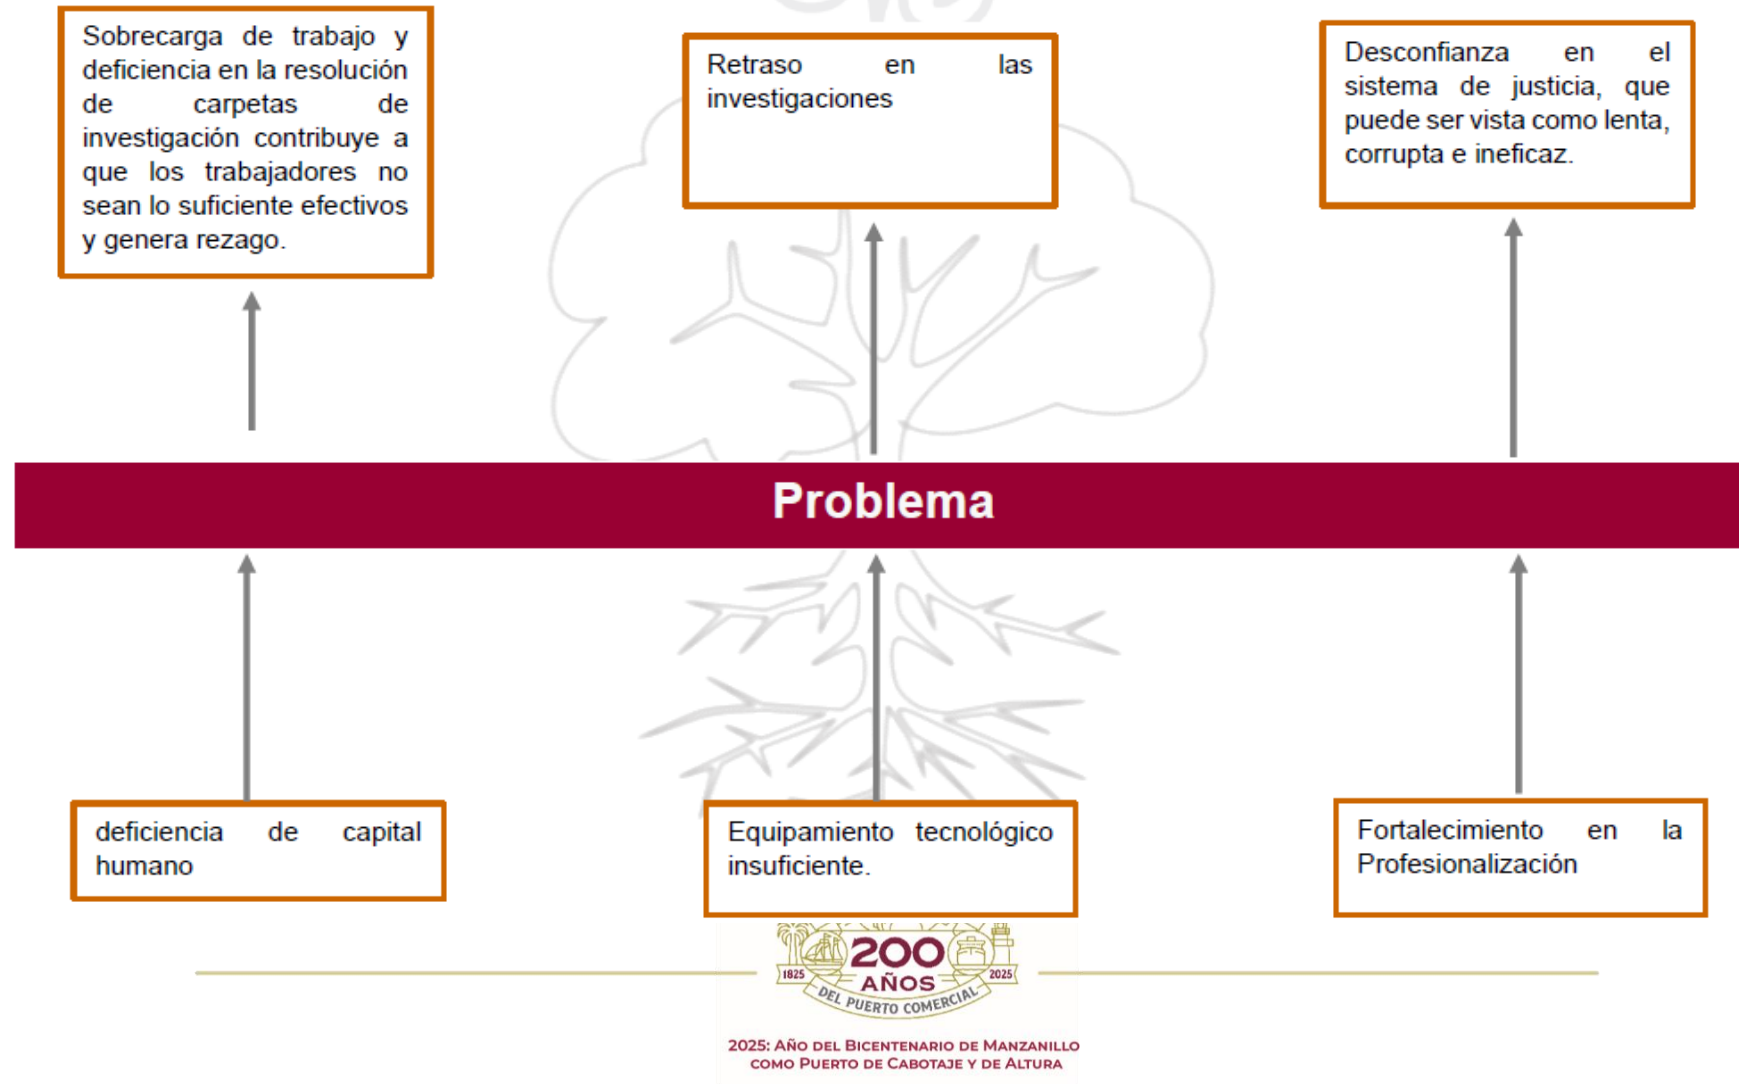 Sobrecarga de trabajo y
deficiencia en la resolución
de carpetas de
investigación contribuye a
que los trabajadores no
sean lo suficiente efectivos
y genera rezago.
Retraso en las
investigaciones
Desconfianza en el
sistema de justicia, que
puede ser vista como lenta,
corrupta e ineficaz.
Problema
deficiencia de capital
humano
Equipamiento tecnológico
insuficiente.
Fortalecimiento en la
Profesionalización
200
1825 AÑOS 2025
DEL PUERTO COMERCIAL
2025: AÑO DEL BICENTENARIO DE MANZANILLO
COMO PUERTO DE CABOTAJE Y DE ALTURA